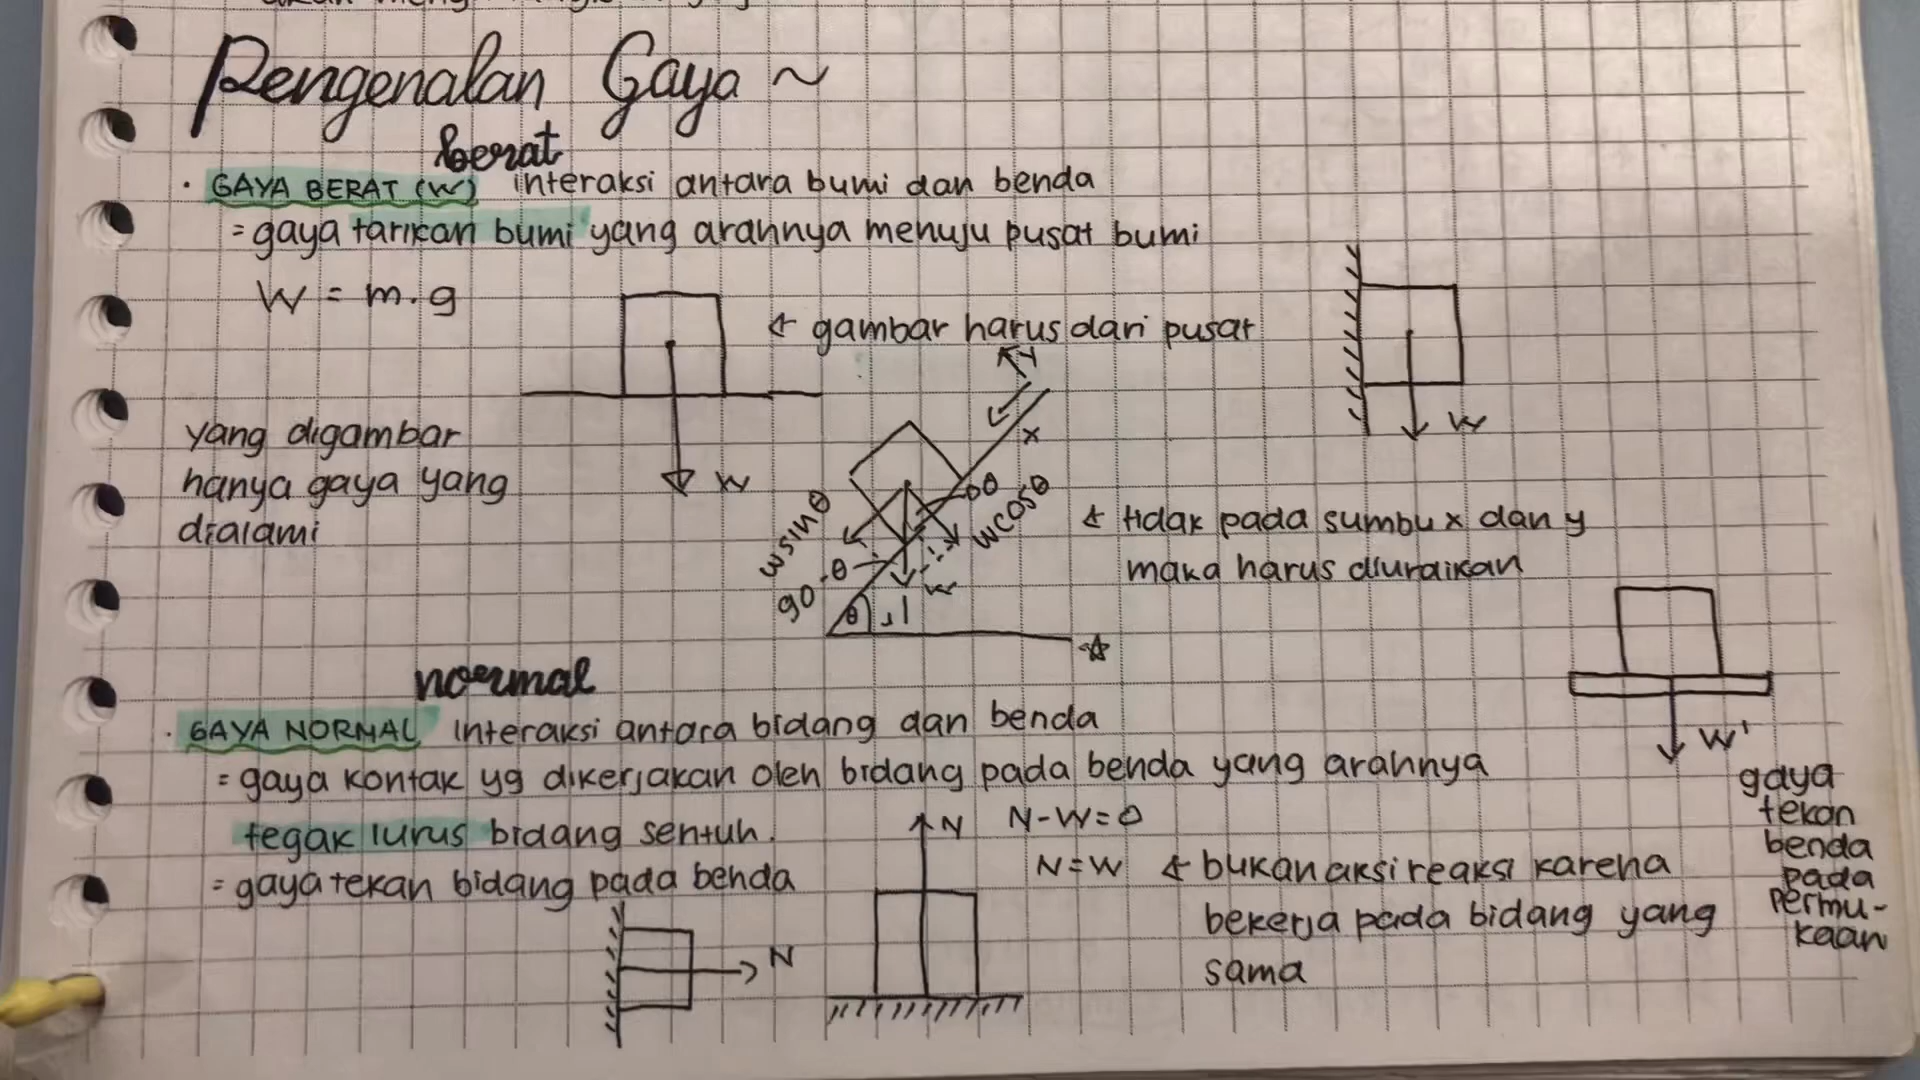 Pengenalan Gaya ~
berat
· GAYA BERAT (W) interaksi antara bumi dan benda
= gaya tarikan bumi yang arahnya menuju pusat bumi
W = m.g
gambar harus dari pusat
W
W
yang digambar
hanya gaya yang
dialami
Y
x
θ
W sin θ
W cos θ
90-θ
W
θ
tidak pada sumbu x dan y
maka harus diuraikan
normal
· GAYA NORMAL interaksi antara bidang dan benda
= gaya kontak yg dikerjakan oleh bidang pada benda yang arahnya
tegak lurus bidang sentuh.
= gaya tekan bidang pada benda
N
N
N-W=0
N=W
bukan aksi reaksi karena
bekerja pada bidang yang
sama
W'
gaya
tekan
benda
pada
permu-
kaan